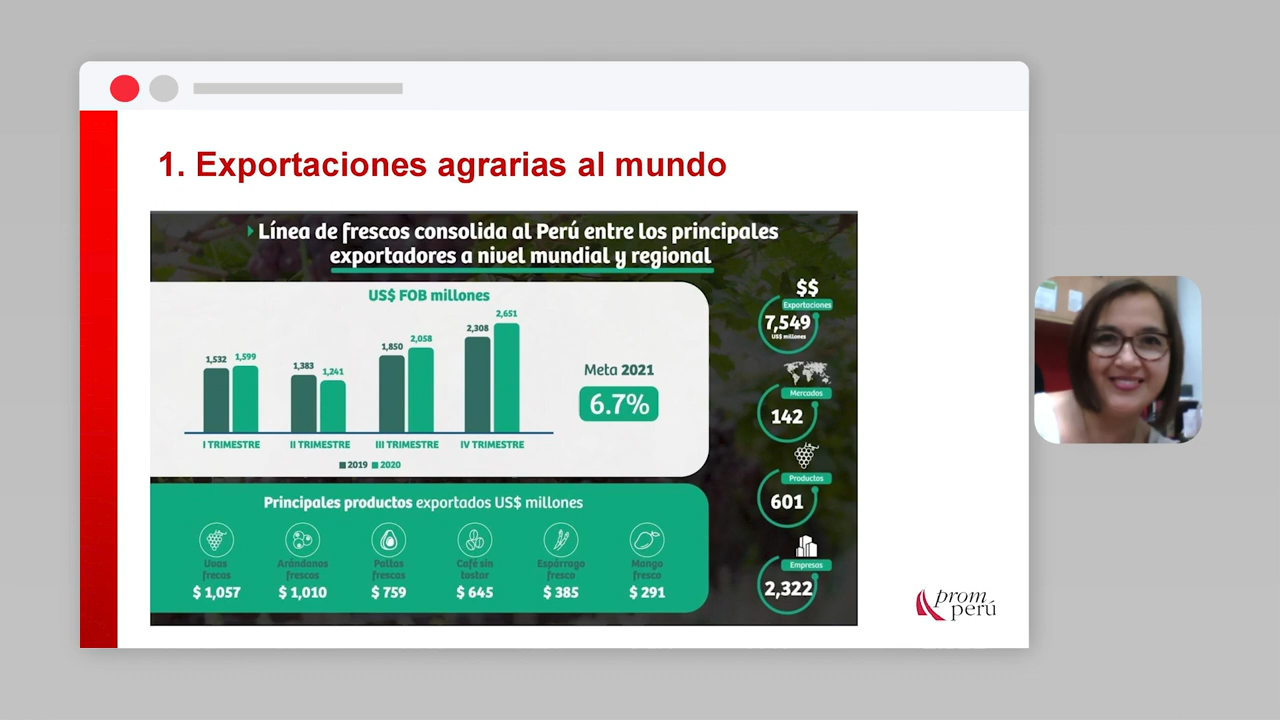 1. Exportaciones agrarias al mundo
Línea de frescos consolida al Perú entre los principales
exportadores a nivel mundial y regional
US$ FOB millones
1,532
1,599
1,383
1,241
1,850
2,058
2,308
2,651
I TRIMESTRE
II TRIMESTRE
III TRIMESTRE
IV TRIMESTRE
2019
2020
Meta 2021
6.7%
$$
Exportaciones
7,549
US$ millones
Mercados
142
Productos
601
Empresas
2,322
Principales productos exportados US$ millones
Uvas
frecas
$ 1,057
Arándanos
frescos
$ 1,010
Paltas
frescas
$ 759
Café sin
tostar
$ 645
Espárrago
fresco
$ 385
Mango
fresco
$ 291
prom
perú